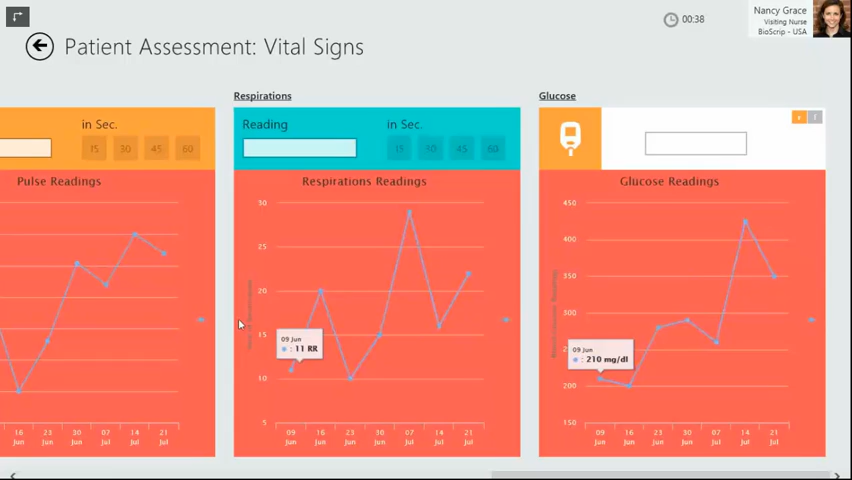 00:38
Nancy Grace
Visiting Nurse
BioScrip - USA
Patient Assessment: Vital Signs
in Sec.
15 30 45 60
Pulse Readings
16 Jun
23 Jun
30 Jun
07 Jul
14 Jul
21 Jul
Respirations
Reading
in Sec.
15 30 45 60
Respirations Readings
30
25
20
15
10
5
09 Jun
: 11 RR
09 Jun
16 Jun
23 Jun
30 Jun
07 Jul
14 Jul
21 Jul
Glucose
Glucose Readings
450
400
350
300
250
200
150
09 Jun
: 210 mg/dl
09 Jun
16 Jun
23 Jun
30 Jun
07 Jul
14 Jul
21 Jul